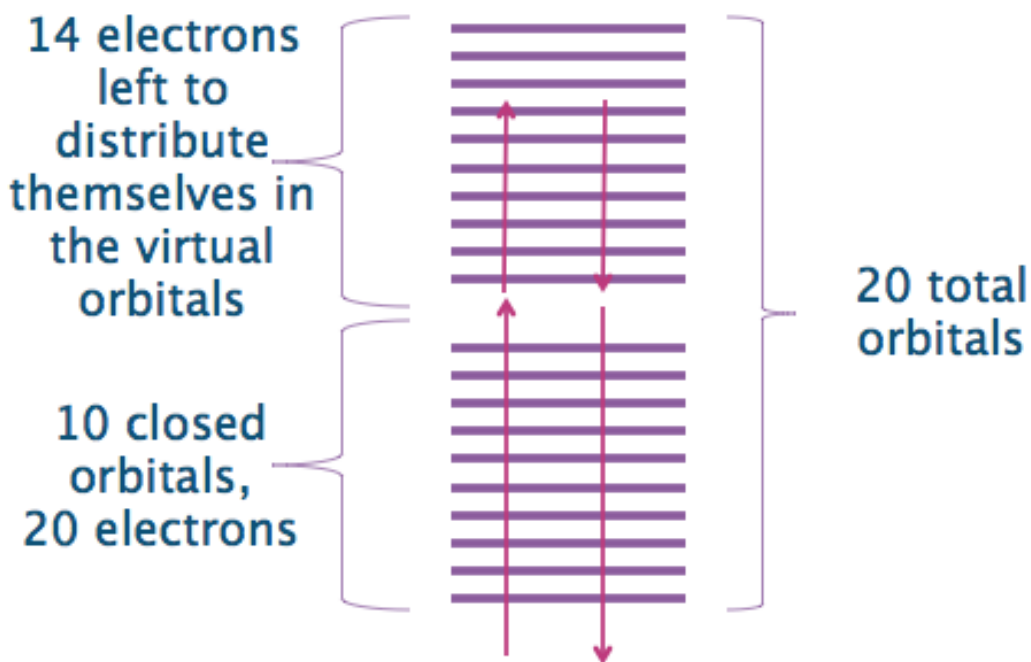 14 electrons
left to
distribute
themselves in
the virtual
orbitals
20 total
orbitals
10 closed
orbitals,
20 electrons